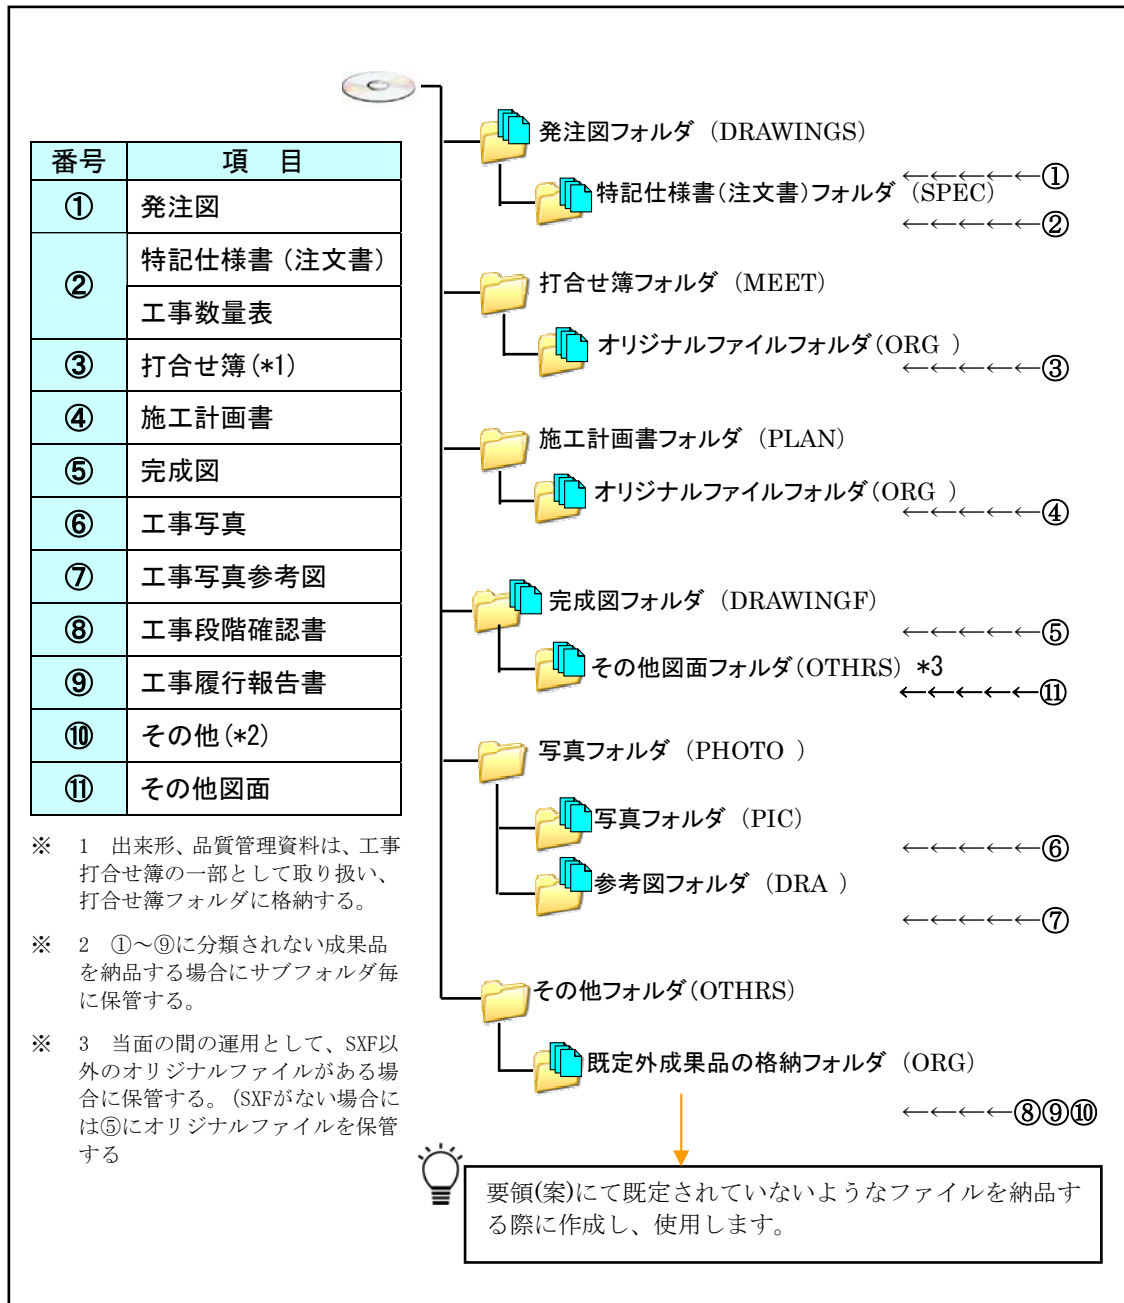 番号 項　目
① 発注図
② 特記仕様書（注文書）
工事数量表
③ 打合せ簿(*1)
④ 施工計画書
⑤ 完成図
⑥ 工事写真
⑦ 工事写真参考図
⑧ 工事段階確認書
⑨ 工事履行報告書
⑩ その他(*2)
⑪ その他図面
※　1　出来形、品質管理資料は、工事
打合せ簿の一部として取り扱い、
打合せ簿フォルダに格納する。
※　2　①～⑨に分類されない成果品
を納品する場合にサブフォルダ毎
に保管する。
※　3　当面の間の運用として、SXF以
外のオリジナルファイルがある場
合に保管する。（SXFがない場合に
は⑤にオリジナルファイルを保管
する
発注図フォルダ（DRAWINGS）
←←←←←①
特記仕様書（注文書）フォルダ（SPEC）
←←←←←②
打合せ簿フォルダ（MEET）
オリジナルファイルフォルダ（ORG ）
←←←←←③
施工計画書フォルダ（PLAN）
オリジナルファイルフォルダ（ORG ）
←←←←←④
完成図フォルダ（DRAWINGF）
←←←←←⑤
その他図面フォルダ（OTHRS）*3
←←←←←⑪
写真フォルダ（PHOTO ）
写真フォルダ（PIC）
←←←←←⑥
参考図フォルダ（DRA ）
←←←←←⑦
その他フォルダ（OTHRS）
既定外成果品の格納フォルダ（ORG）
←←←←⑧⑨⑩
要領(案)にて既定されていないようなファイルを納品す
る際に作成し、使用します。